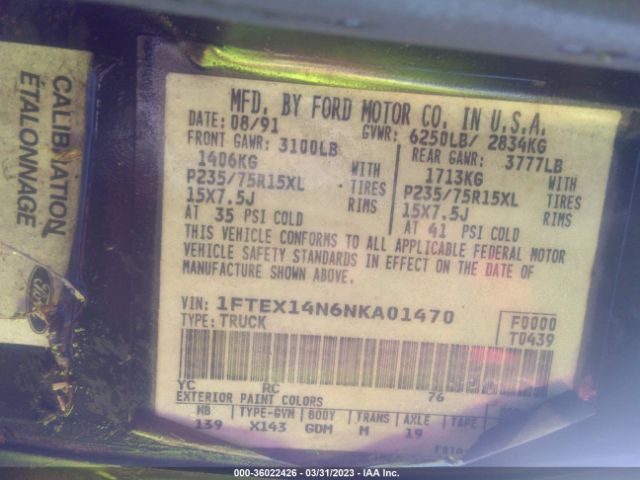 CALIBRATION
ÉTALONNAGE
Ford
MFD. BY FORD MOTOR CO. IN U.S.A.
DATE: 08/91 GVWR: 6250LB/ 2834KG
FRONT GAWR: 3100LB REAR GAWR: 3777LB
1406KG WITH 1713KG WITH
P235/75R15XL TIRES P235/75R15XL TIRES
15X7.5J RIMS 15X7.5J RIMS
AT 35 PSI COLD AT 41 PSI COLD
THIS VEHICLE CONFORMS TO ALL APPLICABLE FEDERAL MOTOR
VEHICLE SAFETY STANDARDS IN EFFECT ON THE DATE OF
MANUFACTURE SHOWN ABOVE.
VIN: 1FTEX14N6NKA01470 F0000
TYPE: TRUCK T0439
YC RC 76
EXTERIOR PAINT COLORS
WB TYPE-GVM BODY TRANS AXLE TAPE
139 X143 GDM M 19
000-36022426 - 03/31/2023 - IAA Inc.